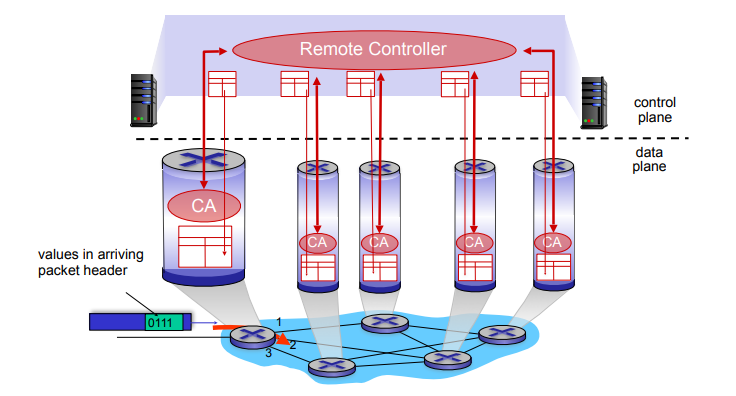 Remote Controller
control
plane
data
plane
CA
CA
CA
CA
CA
values in arriving
packet header
0111
1
2
3